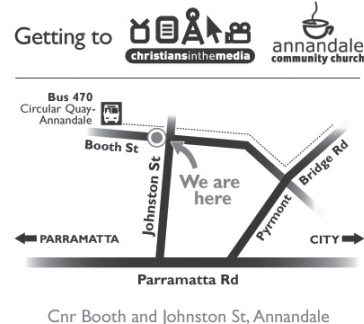 Getting to
christiansinthemedia
annandale
community church
Bus 470
Circular Quay-
Annandale
Booth St
Johnston St
We are
here
Bridge Rd
Pyrmont
PARRAMATTA
CITY
Parramatta Rd
Cnr Booth and Johnston St, Annandale